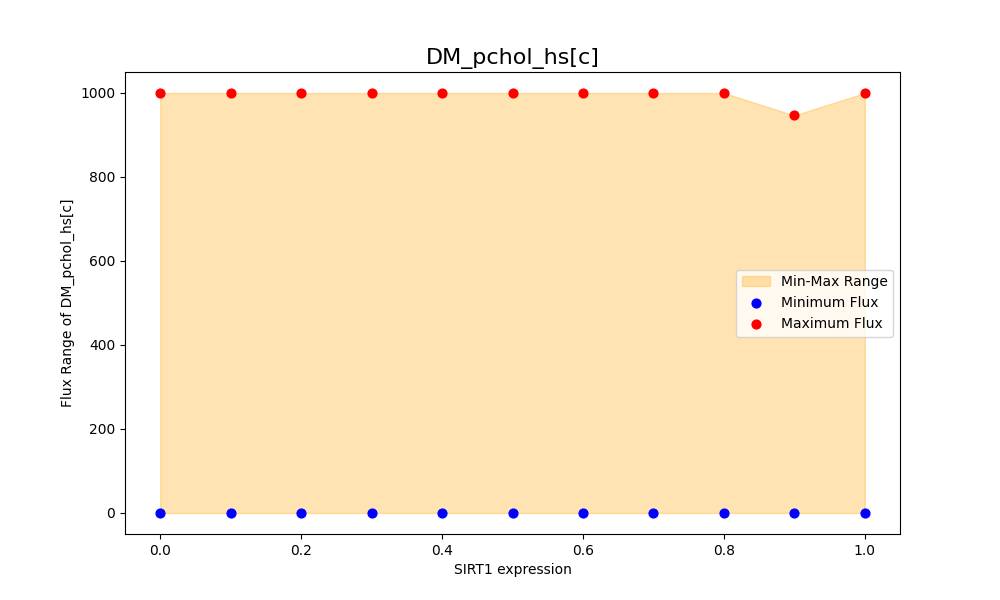 DM_pchol_hs[c]
Flux Range of DM_pchol_hs[c]
1000
800
600
400
200
0
Min-Max Range
Minimum Flux
Maximum Flux
0.0 0.2 0.4 0.6 0.8 1.0
SIRT1 expression